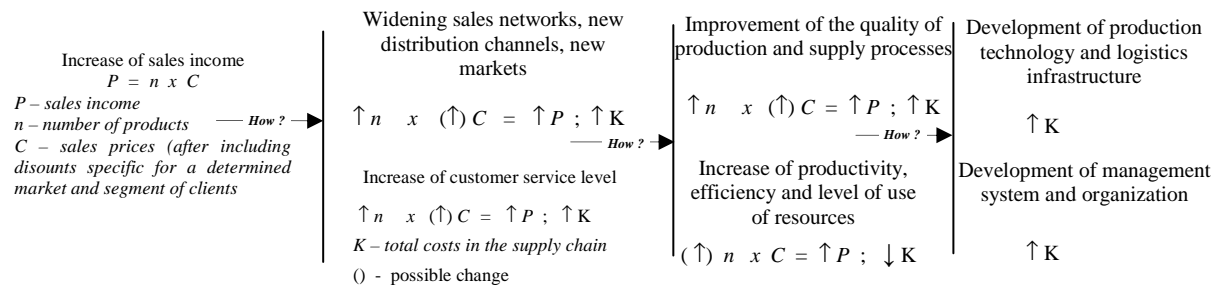 Increase of sales income
P = n x C
P – sales income
n – number of products
C – sales prices (after including
disounts specific for a determined
market and segment of clients
How ?
Widening sales networks, new
distribution channels, new
markets
↑ n x (↑) C = ↑ P ; ↑ K
Increase of customer service level
↑ n x (↑) C = ↑ P ; ↑ K
K – total costs in the supply chain
() - possible change
How ?
Improvement of the quality of
production and supply processes
↑ n x (↑) C = ↑ P ; ↑ K
Increase of productivity,
efficiency and level of use
of resources
(↑) n x C = ↑ P ; ↓ K
How ?
Development of production
technology and logistics
infrastructure
↑ K
Development of management
system and organization
↑ K